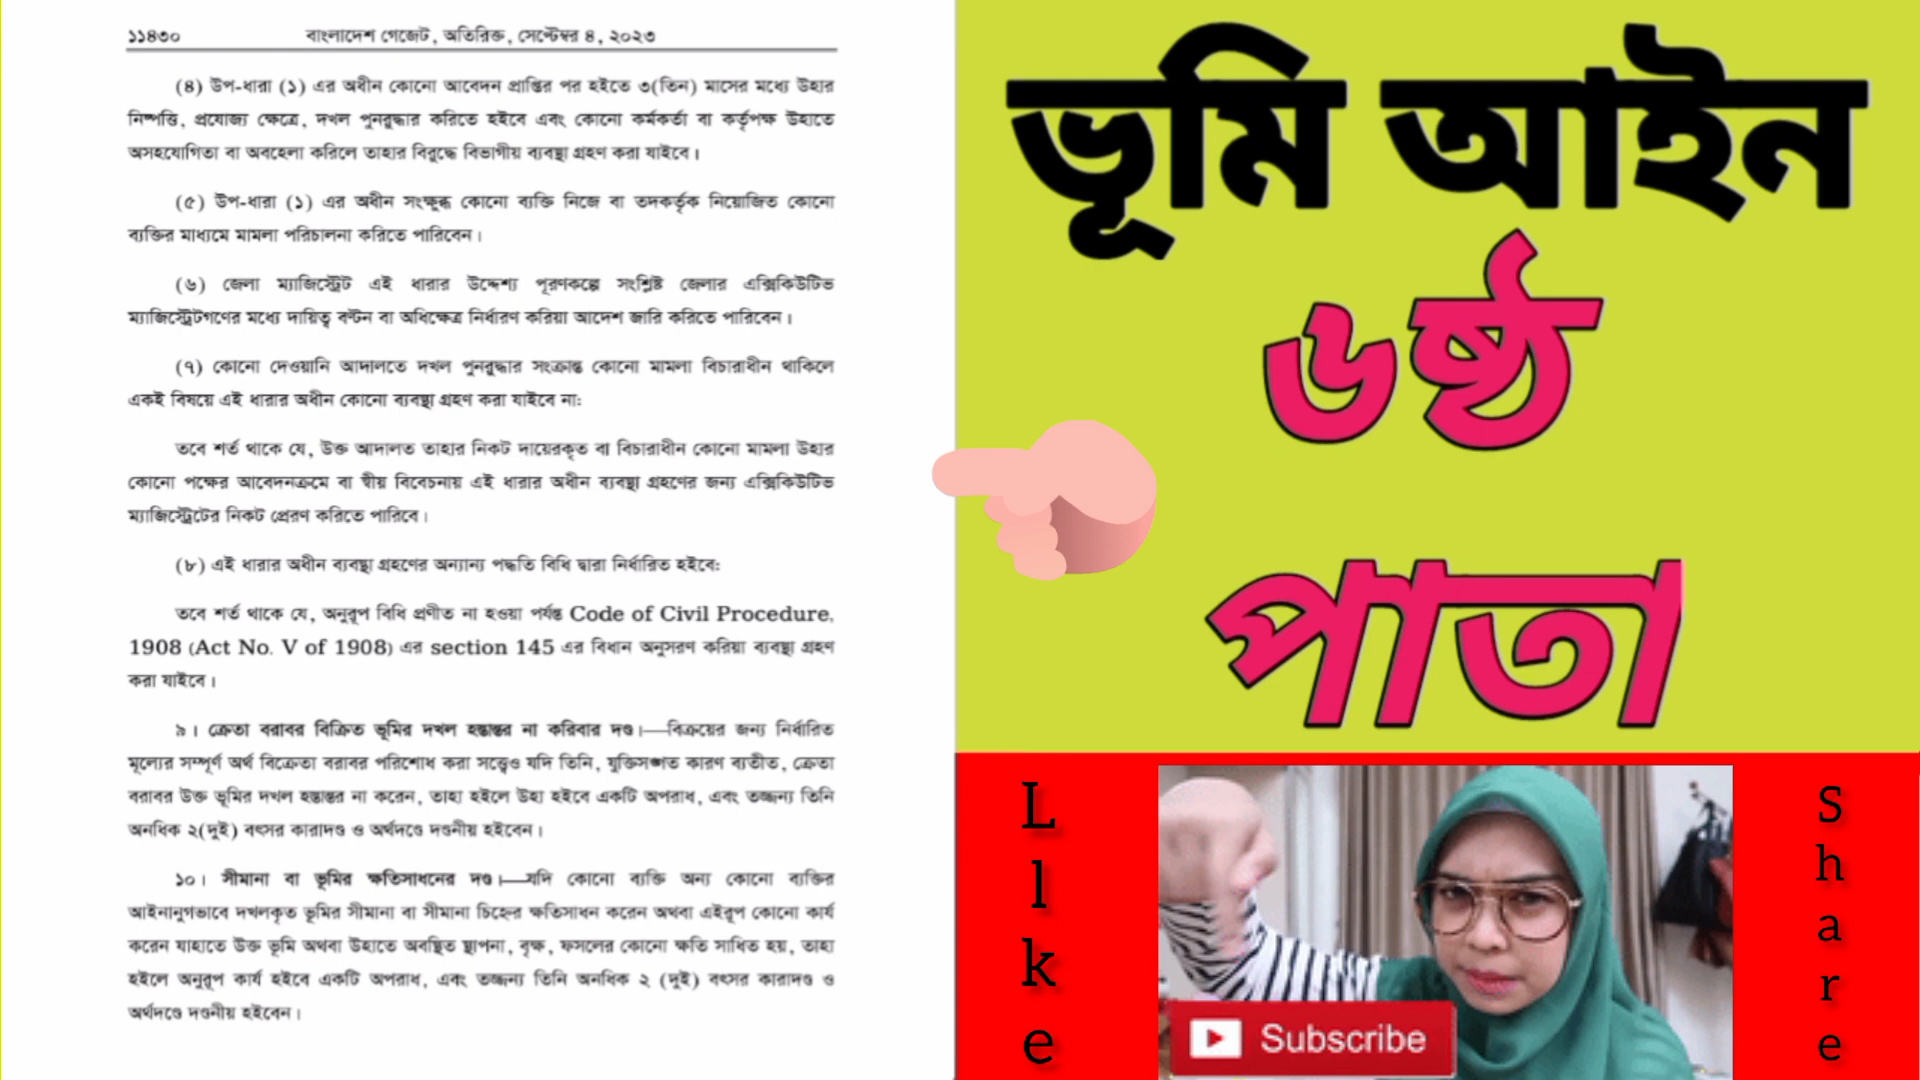 ১১৪৩০ বাংলাদেশ গেজেট, অতিরিক্ত, সেপ্টেম্বর ৪, ২০২৩
(৪) উপ-ধারা (১) এর অধীন কোনো আবেদন প্রাপ্তির পর হইতে ৩(তিন) মাসের মধ্যে উহার
নিষ্পত্তি, প্রযোজ্য ক্ষেত্রে, দখল পুনরুদ্ধার করিতে হইবে এবং কোনো কর্মকর্তা বা কর্তৃপক্ষ উহাতে
অসহযোগিতা বা অবহেলা করিলে তাহার বিরুদ্ধে বিভাগীয় ব্যবস্থা গ্রহণ করা যাইবে।
(৫) উপ-ধারা (১) এর অধীন সংক্ষুব্ধ কোনো ব্যক্তি নিজে বা তদকর্তৃক নিয়োজিত কোনো
ব্যক্তির মাধ্যমে মামলা পরিচালনা করিতে পারিবেন।
(৬) জেলা ম্যাজিস্ট্রেট এই ধারার উদ্দেশ্য পূরণকল্পে সংশ্লিষ্ট জেলার এক্সিকিউটিভ
ম্যাজিস্ট্রেটগণের মধ্যে দায়িত্ব বণ্টন বা অধিক্ষেত্র নির্ধারণ করিয়া আদেশ জারি করিতে পারিবেন।
(৭) কোনো দেওয়ানি আদালতে দখল পুনরুদ্ধার সংক্রান্ত কোনো মামলা বিচারাধীন থাকিলে
একই বিষয়ে এই ধারার অধীন কোনো ব্যবস্থা গ্রহণ করা যাইবে না:
তবে শর্ত থাকে যে, উক্ত আদালত তাহার নিকট দায়েরকৃত বা বিচারাধীন কোনো মামলা উহার
কোনো পক্ষের আবেদনক্রমে বা স্বীয় বিবেচনায় এই ধারার অধীন ব্যবস্থা গ্রহণের জন্য এক্সিকিউটিভ
ম্যাজিস্ট্রেটের নিকট প্রেরণ করিতে পারিবে।
(৮) এই ধারার অধীন ব্যবস্থা গ্রহণের অন্যান্য পদ্ধতি বিধি দ্বারা নির্ধারিত হইবে:
তবে শর্ত থাকে যে, অনুরূপ বিধি প্রণীত না হওয়া পর্যন্ত Code of Civil Procedure,
1908 (Act No. V of 1908) এর section 145 এর বিধান অনুসরণ করিয়া ব্যবস্থা গ্রহণ
করা যাইবে।
৯। ক্রেতা বরাবর বিক্রিত ভূমির দখল হস্তান্তর না করিবার দণ্ড।—বিক্রয়ের জন্য নির্ধারিত
মূল্যের সম্পূর্ণ অর্থ বিক্রেতা বরাবর পরিশোধ করা সত্ত্বেও যদি তিনি, যুক্তিসঙ্গত কারণ ব্যতীত, ক্রেতা
বরাবর উক্ত ভূমির দখল হস্তান্তর না করেন, তাহা হইলে উহা হইবে একটি অপরাধ, এবং তজ্জন্য তিনি
অনধিক ২(দুই) বৎসর কারাদণ্ড ও অর্থদণ্ডে দণ্ডনীয় হইবেন।
১০। সীমানা বা ভূমির ক্ষতিসাধনের দণ্ড।—যদি কোনো ব্যক্তি অন্য কোনো ব্যক্তির
আইনানুগভাবে দখলকৃত ভূমির সীমানা বা সীমানা চিহ্নের ক্ষতিসাধন করেন অথবা এইরূপ কোনো কার্য
করেন যাহাতে উক্ত ভূমি অথবা উহাতে অবস্থিত স্থাপনা, বৃক্ষ, ফসলের কোনো ক্ষতি সাধিত হয়, তাহা
হইলে অনুরূপ কার্য হইবে একটি অপরাধ, এবং তজ্জন্য তিনি অনধিক ২ (দুই) বৎসর কারাদণ্ড ও
অর্থদণ্ডে দণ্ডনীয় হইবেন।
ভূমি আইন
৬ষ্ঠ
পাতা
Llke
Subscribe
Share